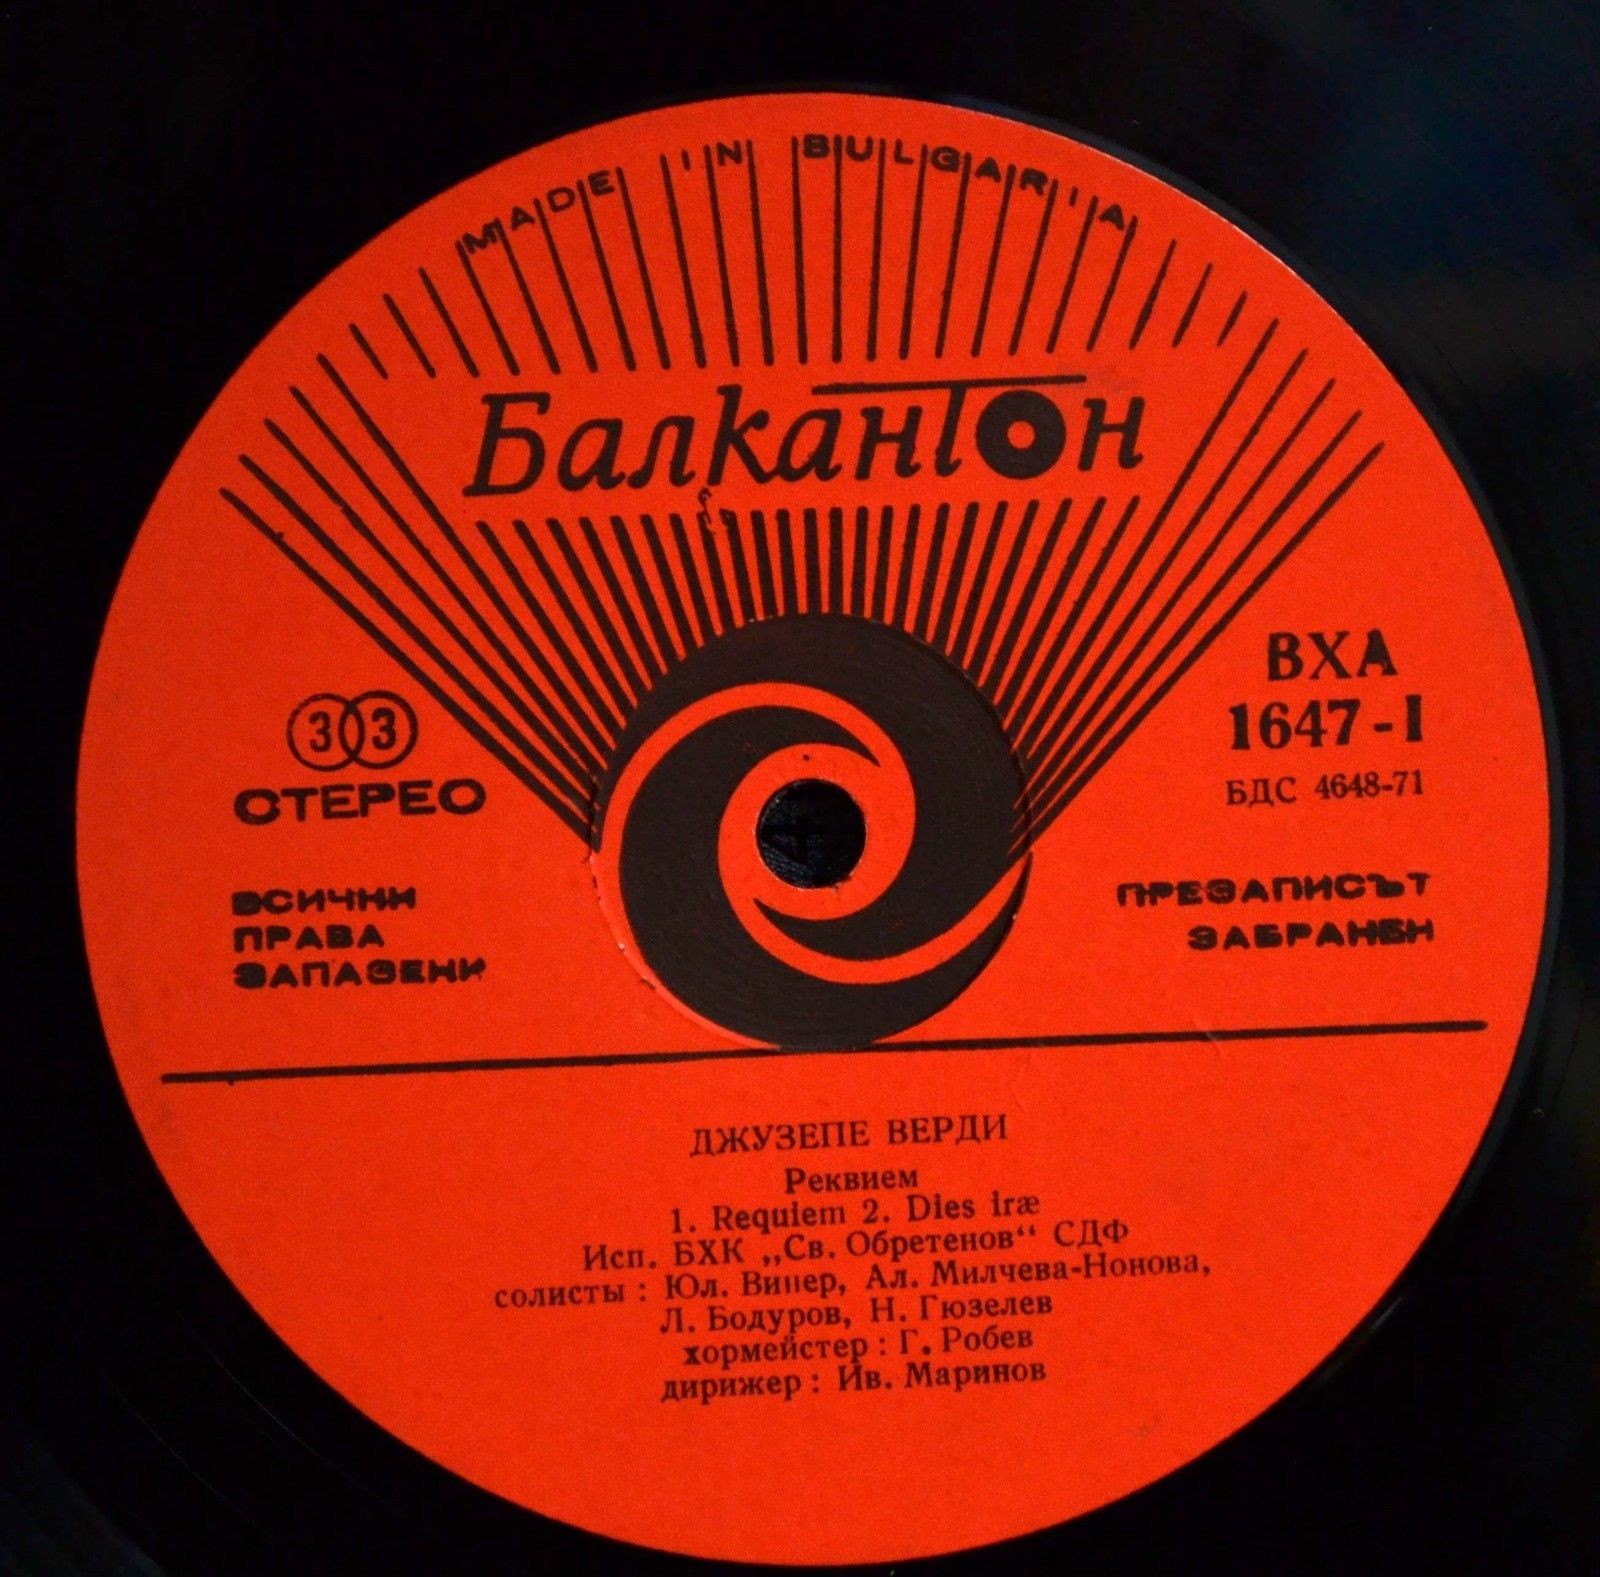 MADE IN BULGARIA
Балкантон
33
СТЕРЕО
ВХА
1647-I
БДС 4648-71
ВСИЧКИ
ПРАВА
ЗАПАЗЕНИ
ПРЕЗАПИСЪТ
ЗАБРАНЕН
ДЖУЗЕПЕ ВЕРДИ
Реквием
1. Requiem 2. Dies iræ
Исп. БХК „Св. Обретенов“ СДФ
солисты : Юл. Винер, Ал. Милчева-Нонова,
Л. Бодуров, Н. Гюзелев
хормейстер : Г. Робев
дирижер : Ив. Маринов